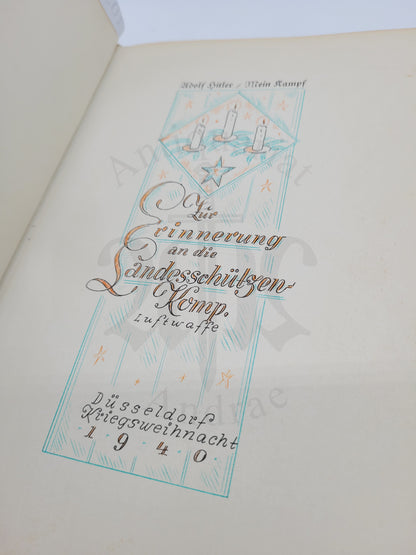 Adolf Hitler / Mein Kampf
Zur
Erinnerung
an die
Landesschützen-
Komp.
Luftwaffe
Düsseldorf
Kriegsweihnacht
1940